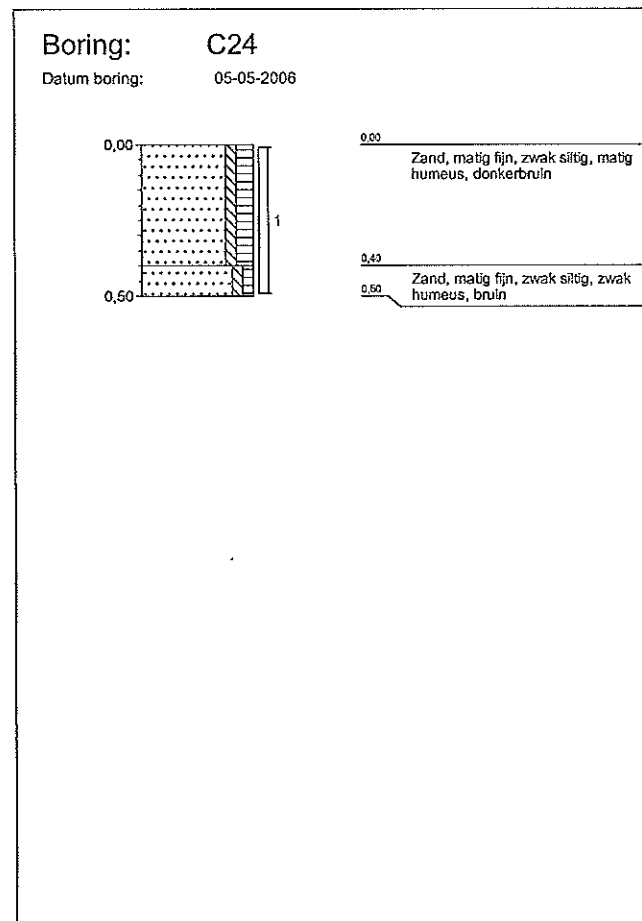 Boring: C24
Datum boring: 05-05-2006
0,00
0,50
1
0,00
Zand, matig fijn, zwak siltig, matig
humeus, donkerbruin
0,40
Zand, matig fijn, zwak siltig, zwak
0,50
humeus, bruin